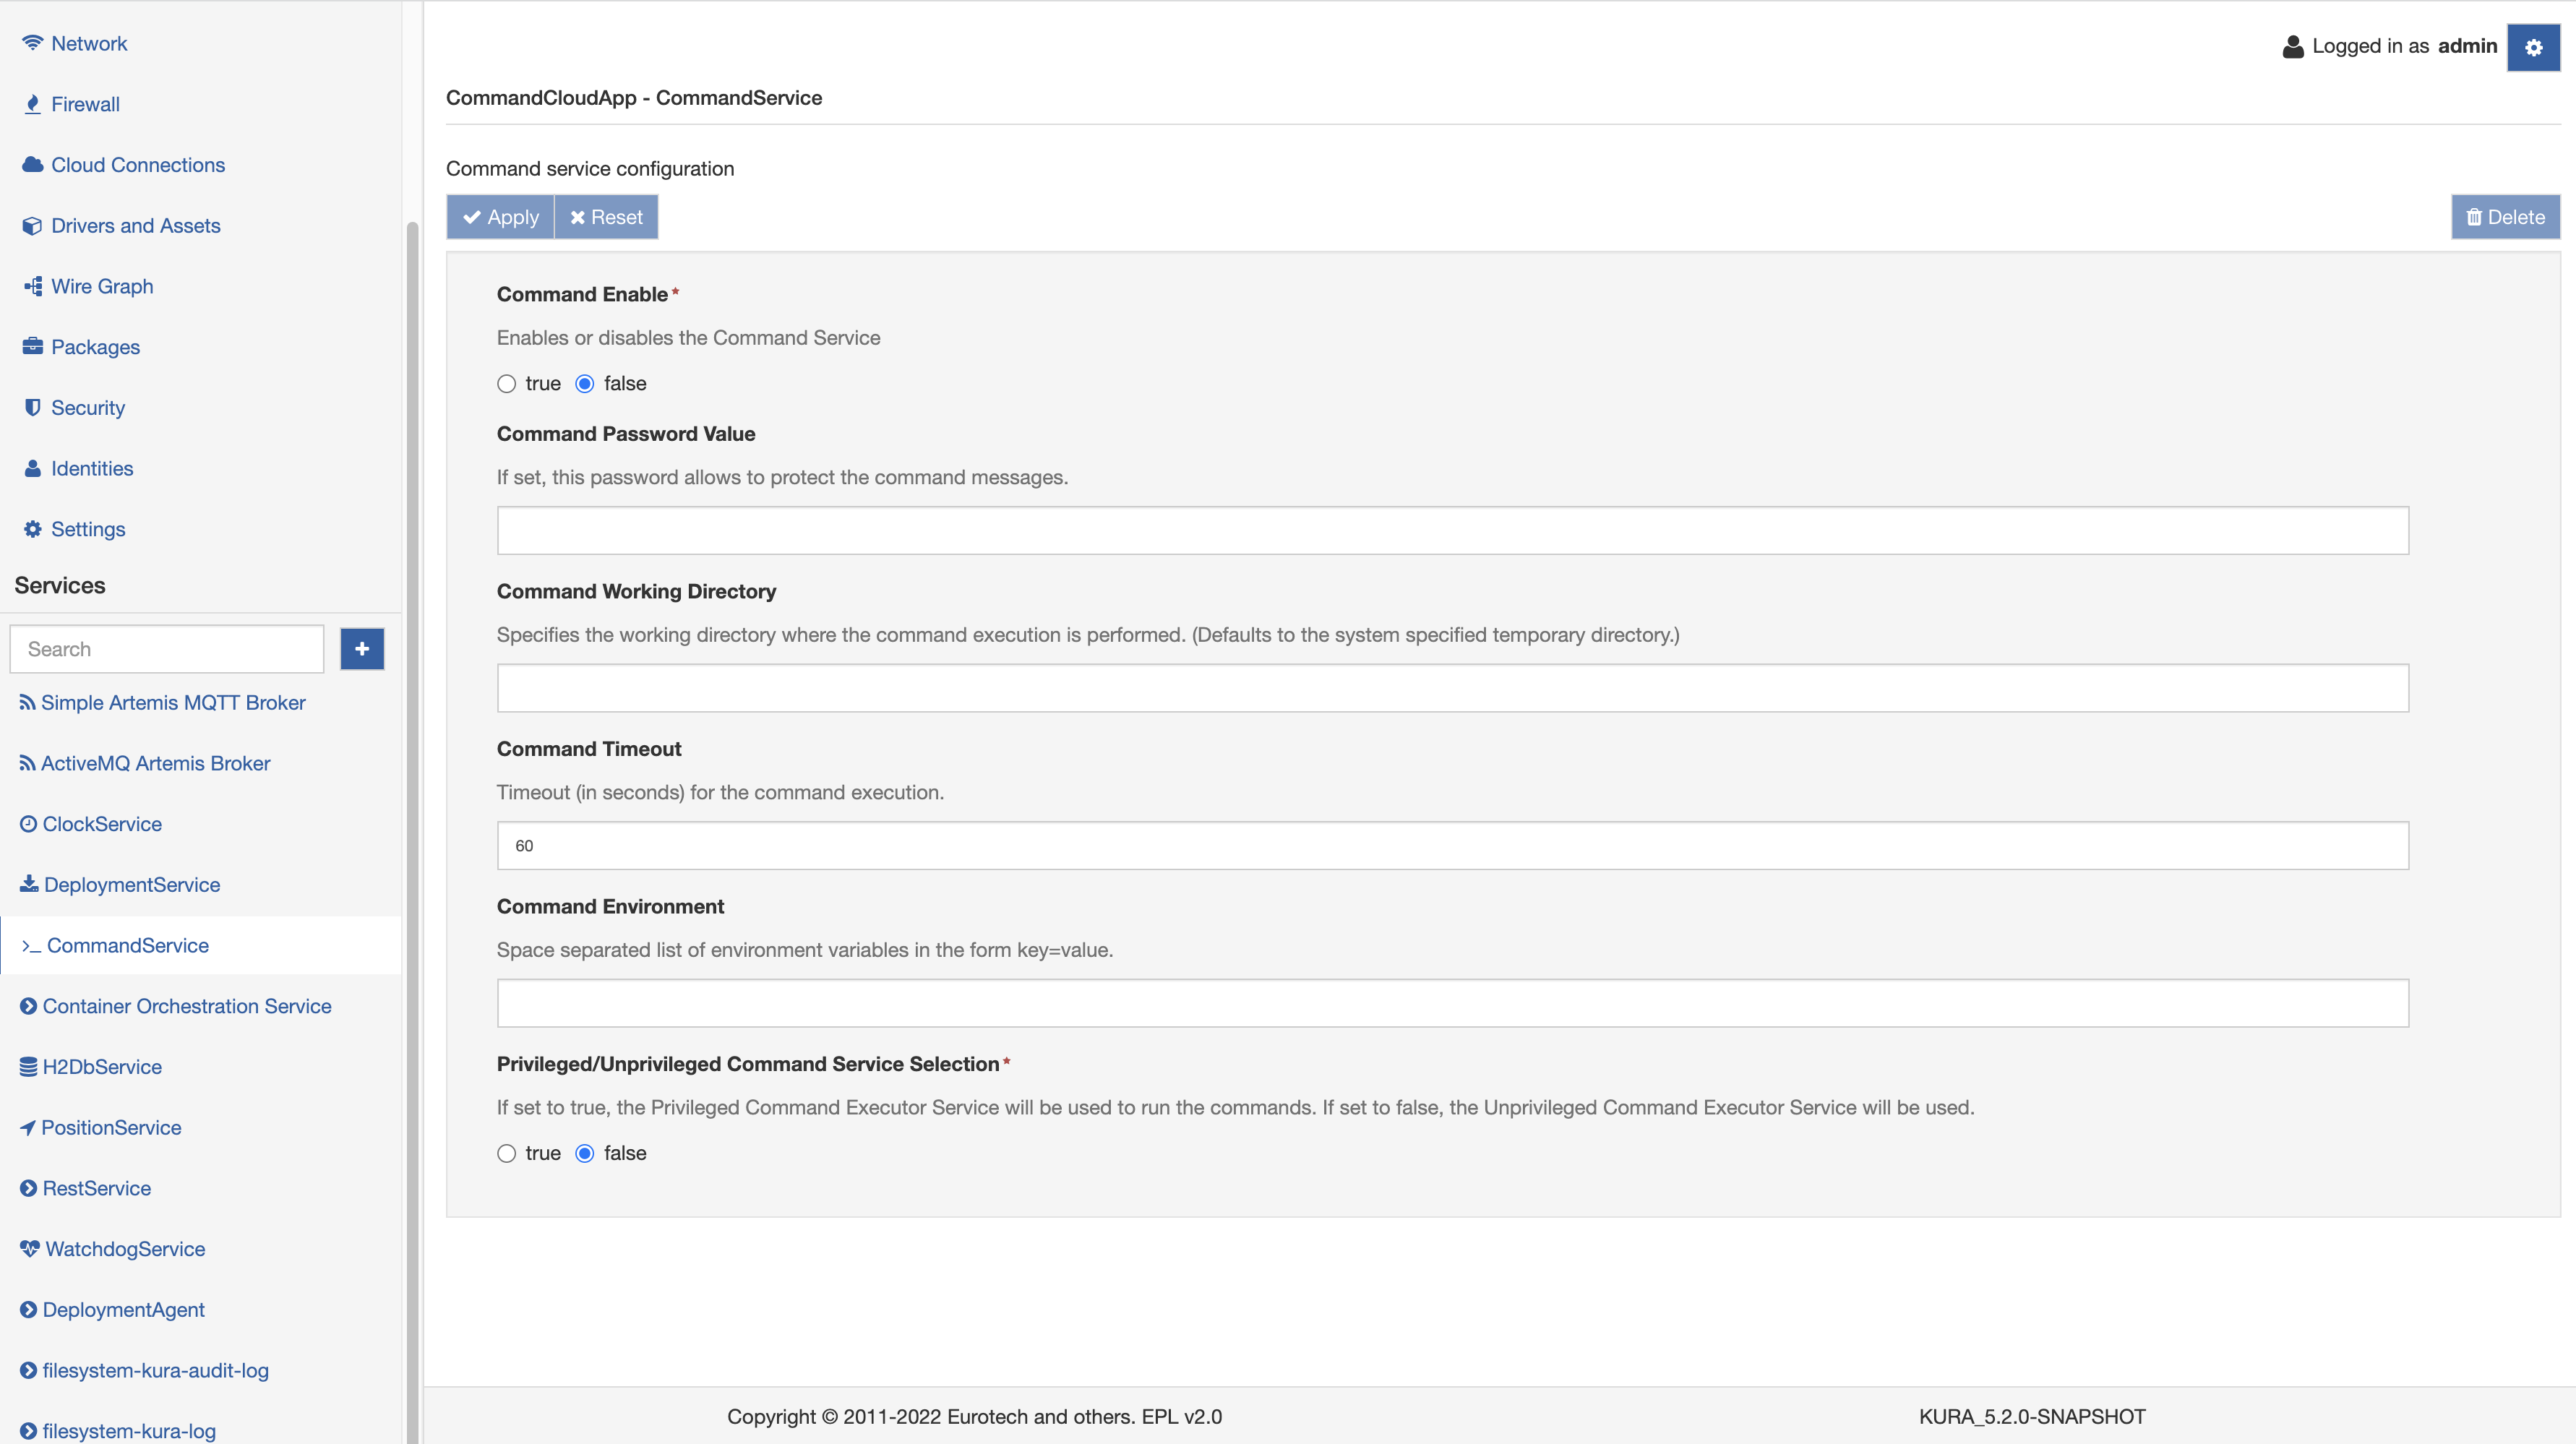 Network
Firewall
Cloud Connections
Drivers and Assets
Wire Graph
Packages
Security
Identities
Settings
Services
Search
Simple Artemis MQTT Broker
ActiveMQ Artemis Broker
ClockService
DeploymentService
CommandService
Container Orchestration Service
H2DbService
PositionService
RestService
WatchdogService
DeploymentAgent
filesystem-kura-audit-log
filesystem-kura-log
Logged in as admin
CommandCloudApp - CommandService
Command service configuration
Apply Reset Delete
Command Enable*
Enables or disables the Command Service
true false
Command Password Value
If set, this password allows to protect the command messages.
Command Working Directory
Specifies the working directory where the command execution is performed. (Defaults to the system specified temporary directory.)
Command Timeout
Timeout (in seconds) for the command execution.
60
Command Environment
Space separated list of environment variables in the form key=value.
Privileged/Unprivileged Command Service Selection*
If set to true, the Privileged Command Executor Service will be used to run the commands. If set to false, the Unprivileged Command Executor Service will be used.
true false
Copyright © 2011-2022 Eurotech and others. EPL v2.0
KURA_5.2.0-SNAPSHOT